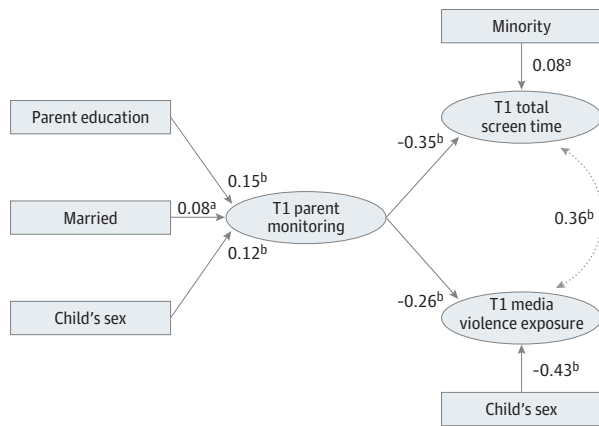 Minority
0.08a
T1 total
screen time
Parent education
-0.35b
0.15b
Married
0.08a
T1 parent
monitoring
0.36b
0.12b
Child's sex
-0.26b
T1 media
violence exposure
-0.43b
Child's sex